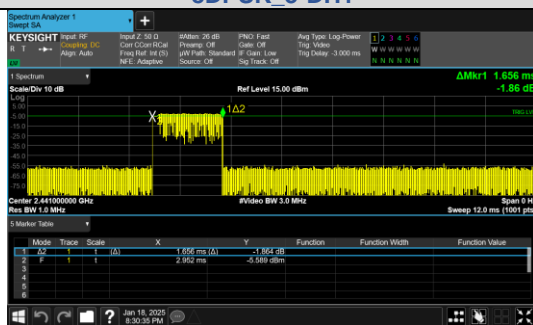 Spectrum Analyzer 1
Swept SA
KEYSIGHT Input: RF Input Z: 50 Ω #Atten: 26 dB PNO: Fast Avg Type: Log-Power 1 2 3 4 5 6
R T Coupling: DC Corr CCorr RCal Preamp: Off Gate: Off Trig: Video W W W W W W
Align: Auto Freq Ref: Int (S) µW Path: Standard IF Gain: Low Trig Delay: -3.000 ms N N N N N N
NFE: Adaptive Source: Off Sig Track: Off
1 Spectrum ΔMkr1 1.656 ms
Scale/Div 10 dB Ref Level 15.00 dBm -1.86 dB
Log
5.00 1Δ2
-5.00 X TRIG LVL
-15.0
-25.0
-35.0
-45.0
-55.0
-65.0
-75.0
Center 2.441000000 GHz #Video BW 3.0 MHz Span 0 Hz
Res BW 1.0 MHz Sweep 12.0 ms (1001 pts)
5 Marker Table
Mode Trace Scale X Y Function Function Width Function Value
1 Δ2 1 t (Δ) 1.656 ms (Δ) -1.864 dB
2 F 1 t 2.952 ms -5.589 dBm
3
4
5
6
? Jan 18, 2025
8:30:35 PM